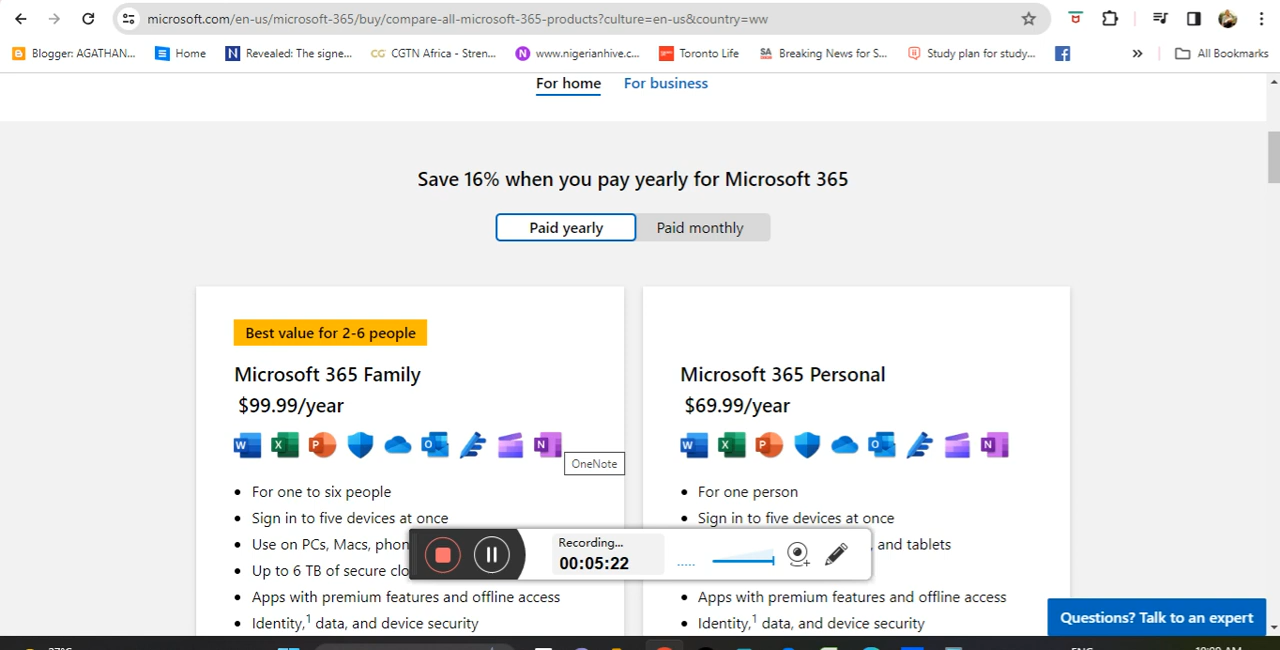 microsoft.com/en-us/microsoft-365/buy/compare-all-microsoft-365-products?culture=en-us&country=ww
Blogger: AGATHAN... Home Revealed: The signe... CGTN Africa - Stren... www.nigerianhive.c... Toronto Life Breaking News for S... Study plan for study... » All Bookmarks
For home For business
Save 16% when you pay yearly for Microsoft 365
Paid yearly Paid monthly
Best value for 2-6 people
Microsoft 365 Family
$99.99/year
OneNote
• For one to six people
• Sign in to five devices at once
• Use on PCs, Macs, phon
• Up to 6 TB of secure clo
• Apps with premium features and offline access
• Identity,1 data, and device security
Microsoft 365 Personal
$69.99/year
• For one person
• Sign in to five devices at once
, and tablets
• Apps with premium features and offline access
• Identity,1 data, and device security
Recording...
00:05:22
Questions? Talk to an expert